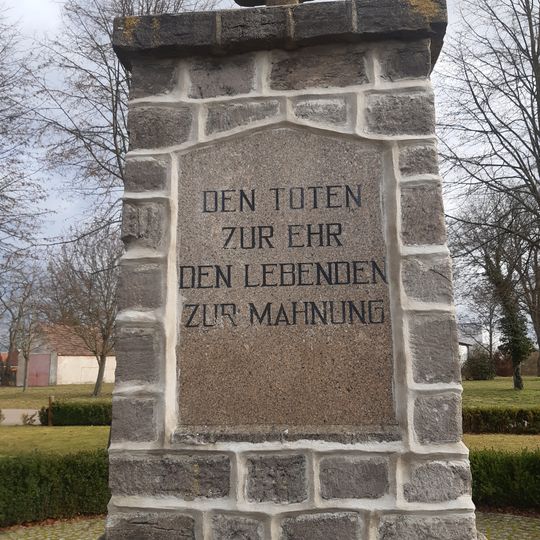 DEN TOTEN
ZUR EHR
DEN LEBENDEN
ZUR MAHNUNG